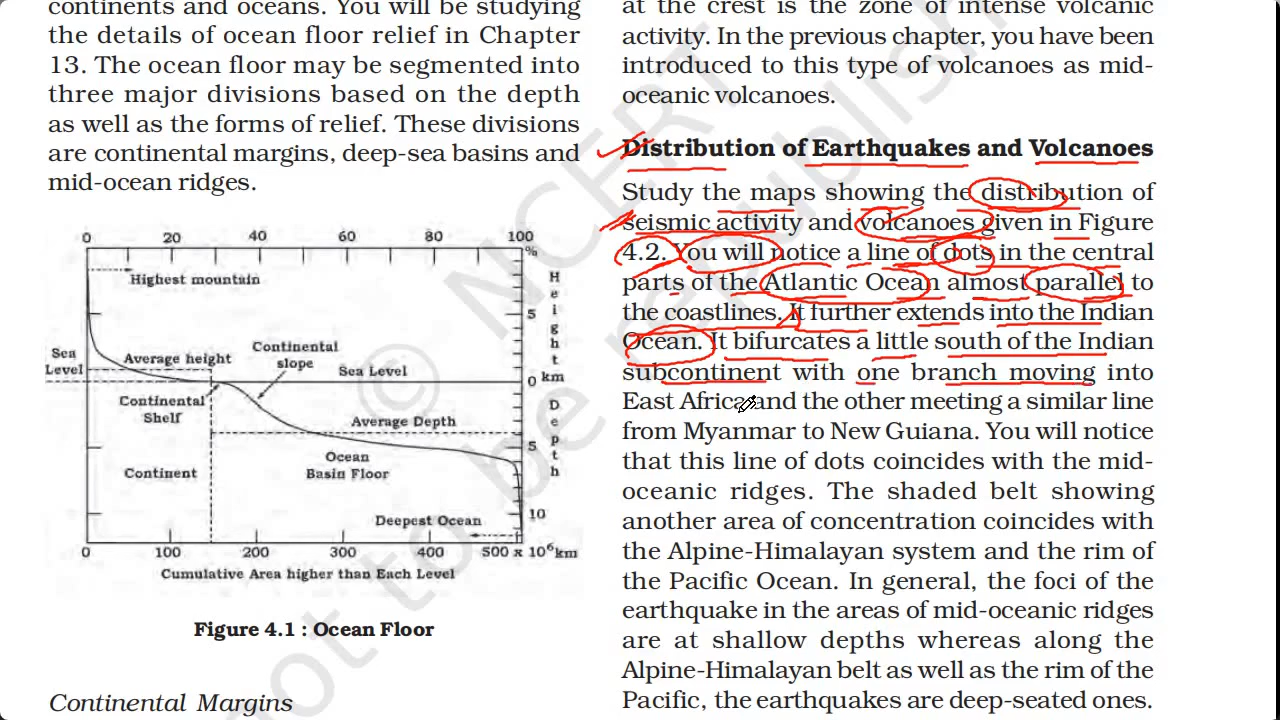 continents and oceans. You will be studying
the details of ocean floor relief in Chapter
13. The ocean floor may be segmented into
three major divisions based on the depth
as well as the forms of relief. These divisions
are continental margins, deep-sea basins and
mid-ocean ridges.
0 20 40 60 80 100
%
Highest mountain
Height
5
Sea Level
Average height
Continental slope
Sea Level
0 km
Continental Shelf
Average Depth
Depth
5
Continent
Ocean Basin Floor
Deepest Ocean
10
0 100 200 300 400 500 x 10⁶km
Cumulative Area higher than Each Level
Figure 4.1 : Ocean Floor
Continental Margins
at the crest is the zone of intense volcanic
activity. In the previous chapter, you have been
introduced to this type of volcanoes as mid-
oceanic volcanoes.
Distribution of Earthquakes and Volcanoes
Study the maps showing the distribution of
seismic activity and volcanoes given in Figure
4.2. You will notice a line of dots in the central
parts of the Atlantic Ocean almost parallel to
the coastlines. It further extends into the Indian
Ocean. It bifurcates a little south of the Indian
subcontinent with one branch moving into
East Africa and the other meeting a similar line
from Myanmar to New Guiana. You will notice
that this line of dots coincides with the mid-
oceanic ridges. The shaded belt showing
another area of concentration coincides with
the Alpine-Himalayan system and the rim of
the Pacific Ocean. In general, the foci of the
earthquake in the areas of mid-oceanic ridges
are at shallow depths whereas along the
Alpine-Himalayan belt as well as the rim of the
Pacific, the earthquakes are deep-seated ones.
© NCERT
not to be republish